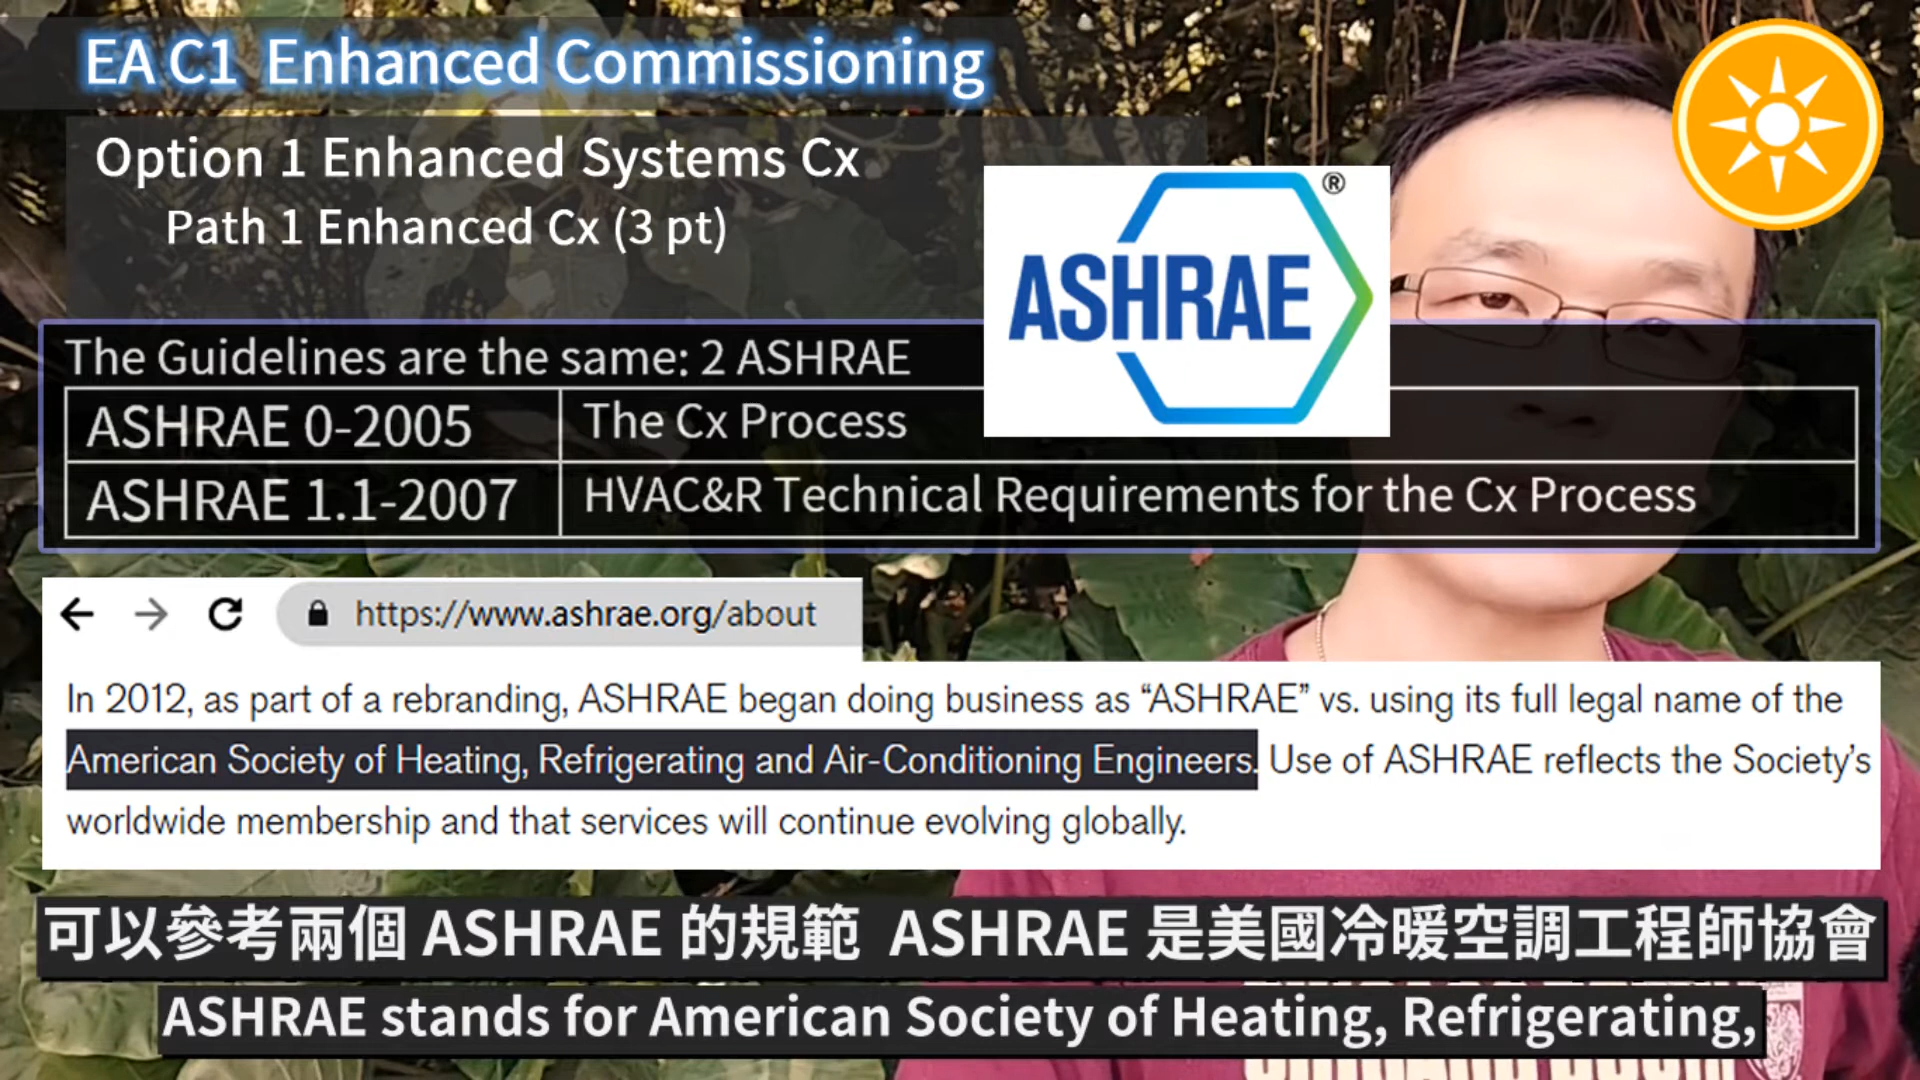 EA C1 Enhanced Commissioning
Option 1 Enhanced Systems Cx
Path 1 Enhanced Cx (3 pt)
ASHRAE®
The Guidelines are the same: 2 ASHRAE
ASHRAE 0-2005 The Cx Process
ASHRAE 1.1-2007 HVAC&R Technical Requirements for the Cx Process
https://www.ashrae.org/about
In 2012, as part of a rebranding, ASHRAE began doing business as “ASHRAE” vs. using its full legal name of the
American Society of Heating, Refrigerating and Air-Conditioning Engineers. Use of ASHRAE reflects the Society’s
worldwide membership and that services will continue evolving globally.
可以參考兩個 ASHRAE 的規範 ASHRAE 是美國冷暖空調工程師協會
ASHRAE stands for American Society of Heating, Refrigerating,